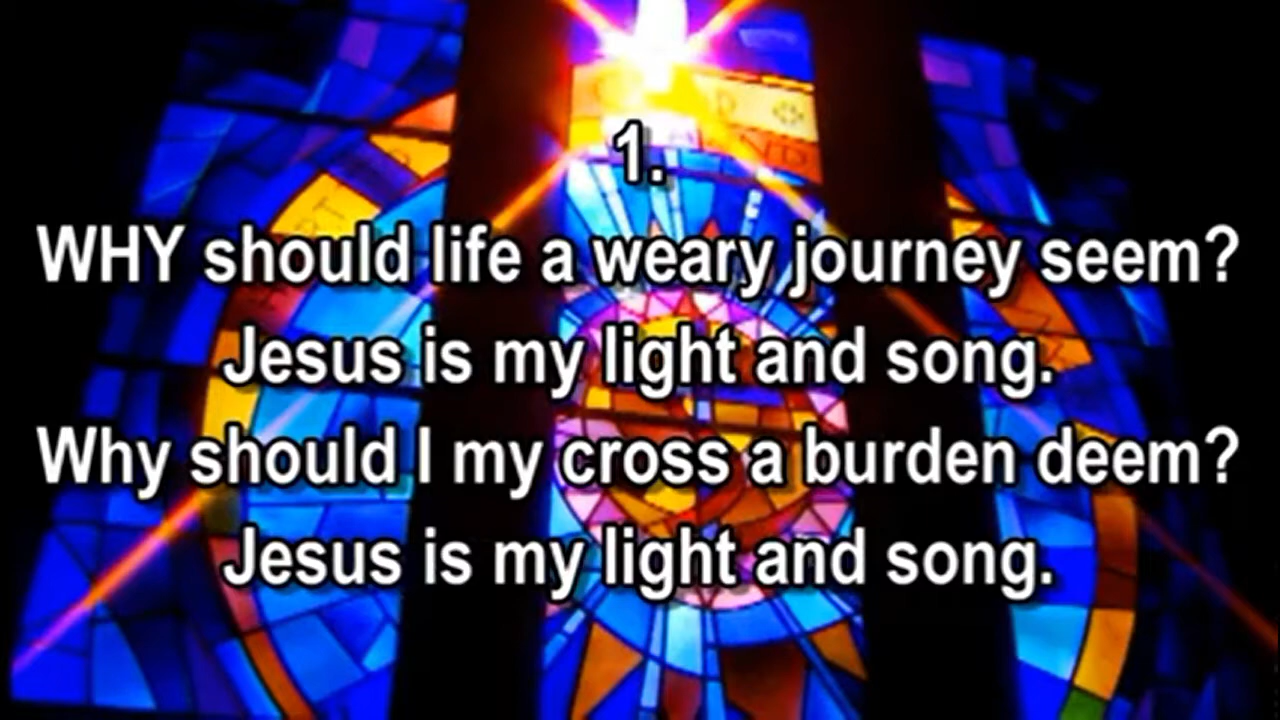 1.
WHY should life a weary journey seem?
Jesus is my light and song.
Why should I my cross a burden deem?
Jesus is my light and song.